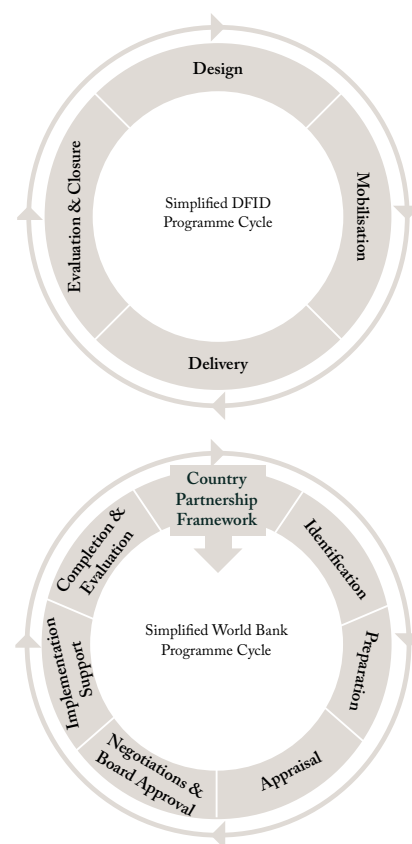 Design
Mobilisation
Delivery
Evaluation & Closure
Simplified DFID
Programme Cycle
Country
Partnership
Framework
Identification
Preparation
Appraisal
Negotiations &
Board Approval
Implementation
Support
Completion &
Evaluation
Simplified World Bank
Programme Cycle